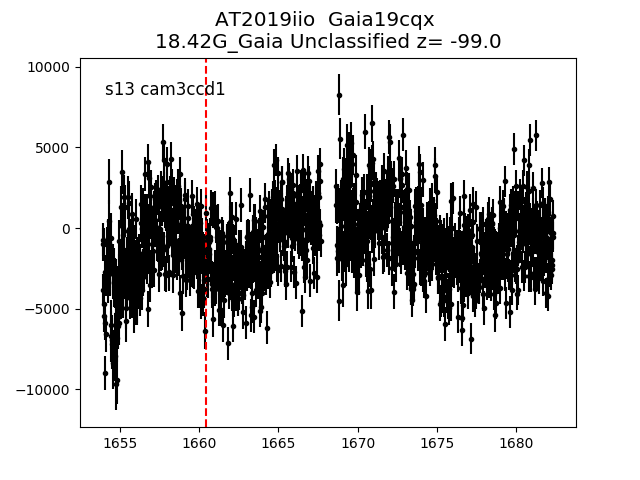 AT2019iio  Gaia19cqx
18.42G_Gaia Unclassified z= -99.0
s13 cam3ccd1
10000
5000
0
−5000
−10000
1655 1660 1665 1670 1675 1680